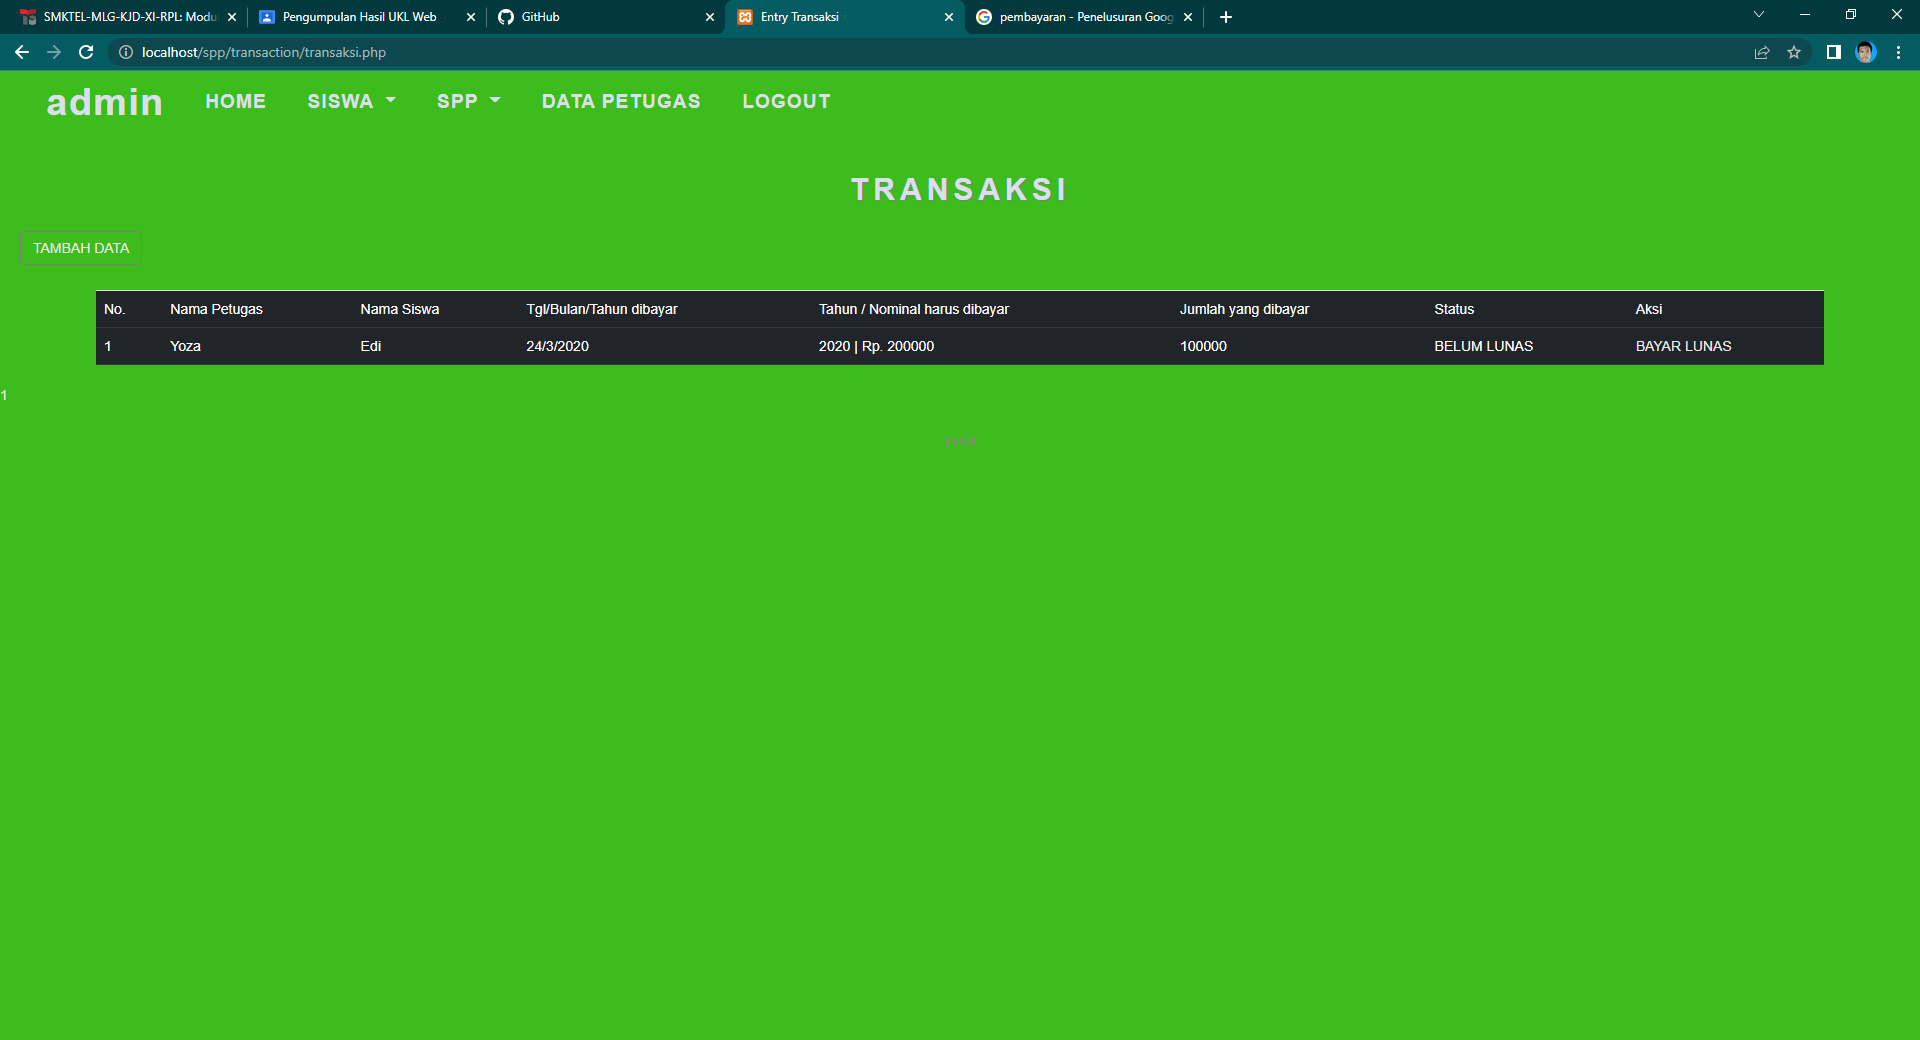 SMKTEL-MLG-KJD-XI-RPL: Modu
Pengumpulan Hasil UKL Web
GitHub
Entry Transaksi
pembayaran - Penelusuran Goog
localhost/spp/transaction/transaksi.php
admin HOME SISWA SPP DATA PETUGAS LOGOUT
TRANSAKSI
TAMBAH DATA
No. Nama Petugas Nama Siswa Tgl/Bulan/Tahun dibayar Tahun / Nominal harus dibayar Jumlah yang dibayar Status Aksi
1 Yoza Edi 24/3/2020 2020 | Rp. 200000 100000 BELUM LUNAS BAYAR LUNAS
1